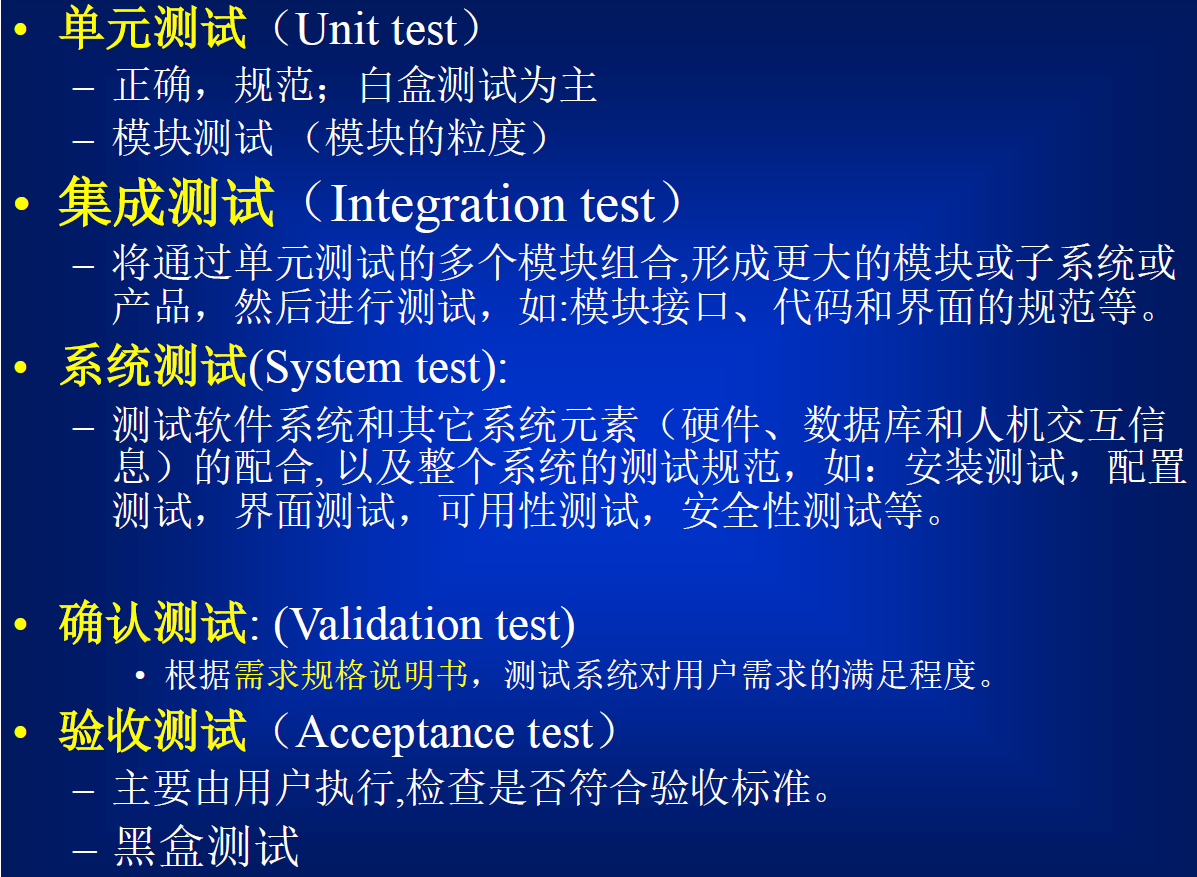 • 单元测试（Unit test）
– 正确，规范；白盒测试为主
– 模块测试 （模块的粒度）
• 集成测试（Integration test）
– 将通过单元测试的多个模块组合,形成更大的模块或子系统或
产品，然后进行测试，如:模块接口、代码和界面的规范等。
• 系统测试(System test):
– 测试软件系统和其它系统元素（硬件、数据库和人机交互信
息）的配合, 以及整个系统的测试规范，如：安装测试，配置
测试，界面测试，可用性测试，安全性测试等。
• 确认测试: (Validation test)
• 根据需求规格说明书，测试系统对用户需求的满足程度。
• 验收测试（Acceptance test）
– 主要由用户执行,检查是否符合验收标准。
– 黑盒测试